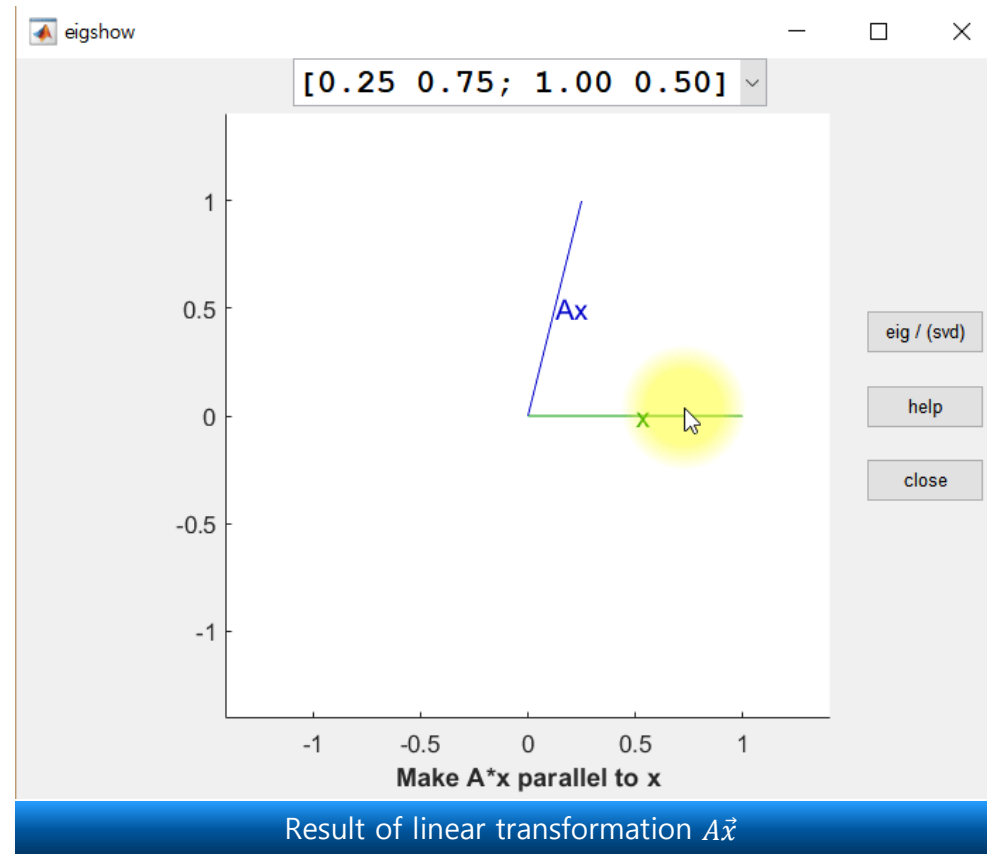 eigshow
[0.25 0.75; 1.00 0.50]
1
0.5
Ax
eig / (svd)
help
0
x
close
-0.5
-1
-1 -0.5 0 0.5 1
Make A*x parallel to x
Result of linear transformation 𝐴𝑥⃗